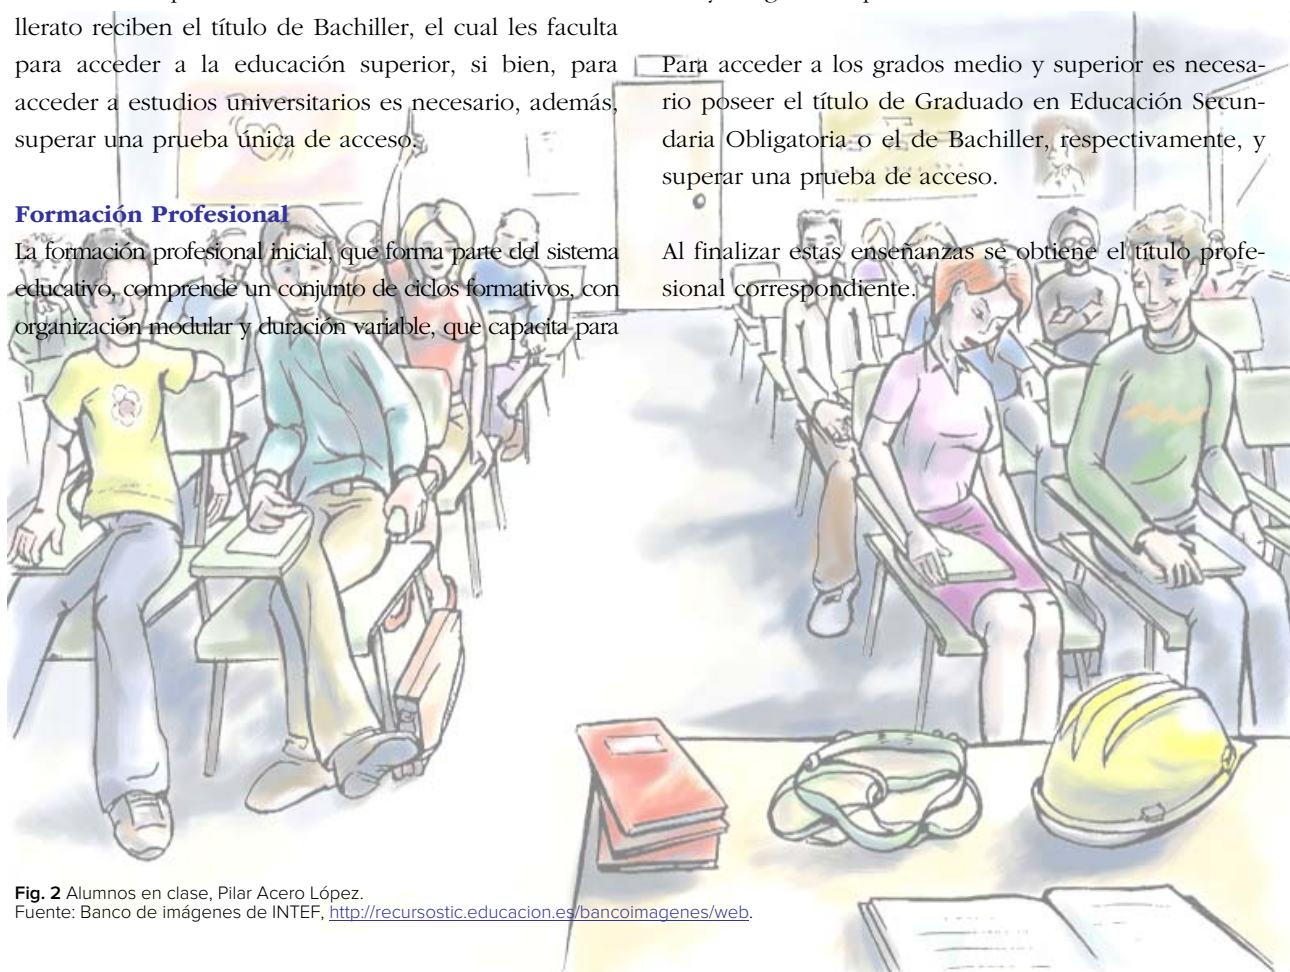 llerato reciben el título de Bachiller, el cual les faculta
para acceder a la educación superior, si bien, para
acceder a estudios universitarios es necesario, además,
superar una prueba única de acceso.
Formación Profesional
La formación profesional inicial, que forma parte del sistema
educativo, comprende un conjunto de ciclos formativos, con
organización modular y duración variable, que capacita para
Para acceder a los grados medio y superior es necesa-
rio poseer el título de Graduado en Educación Secun-
daria Obligatoria o el de Bachiller, respectivamente, y
superar una prueba de acceso.
Al finalizar estas enseñanzas se obtiene el título profe-
sional correspondiente.
Fig. 2 Alumnos en clase, Pilar Acero López.
Fuente: Banco de imágenes de INTEF, http://recursostic.educacion.es/bancoimagenes/web.